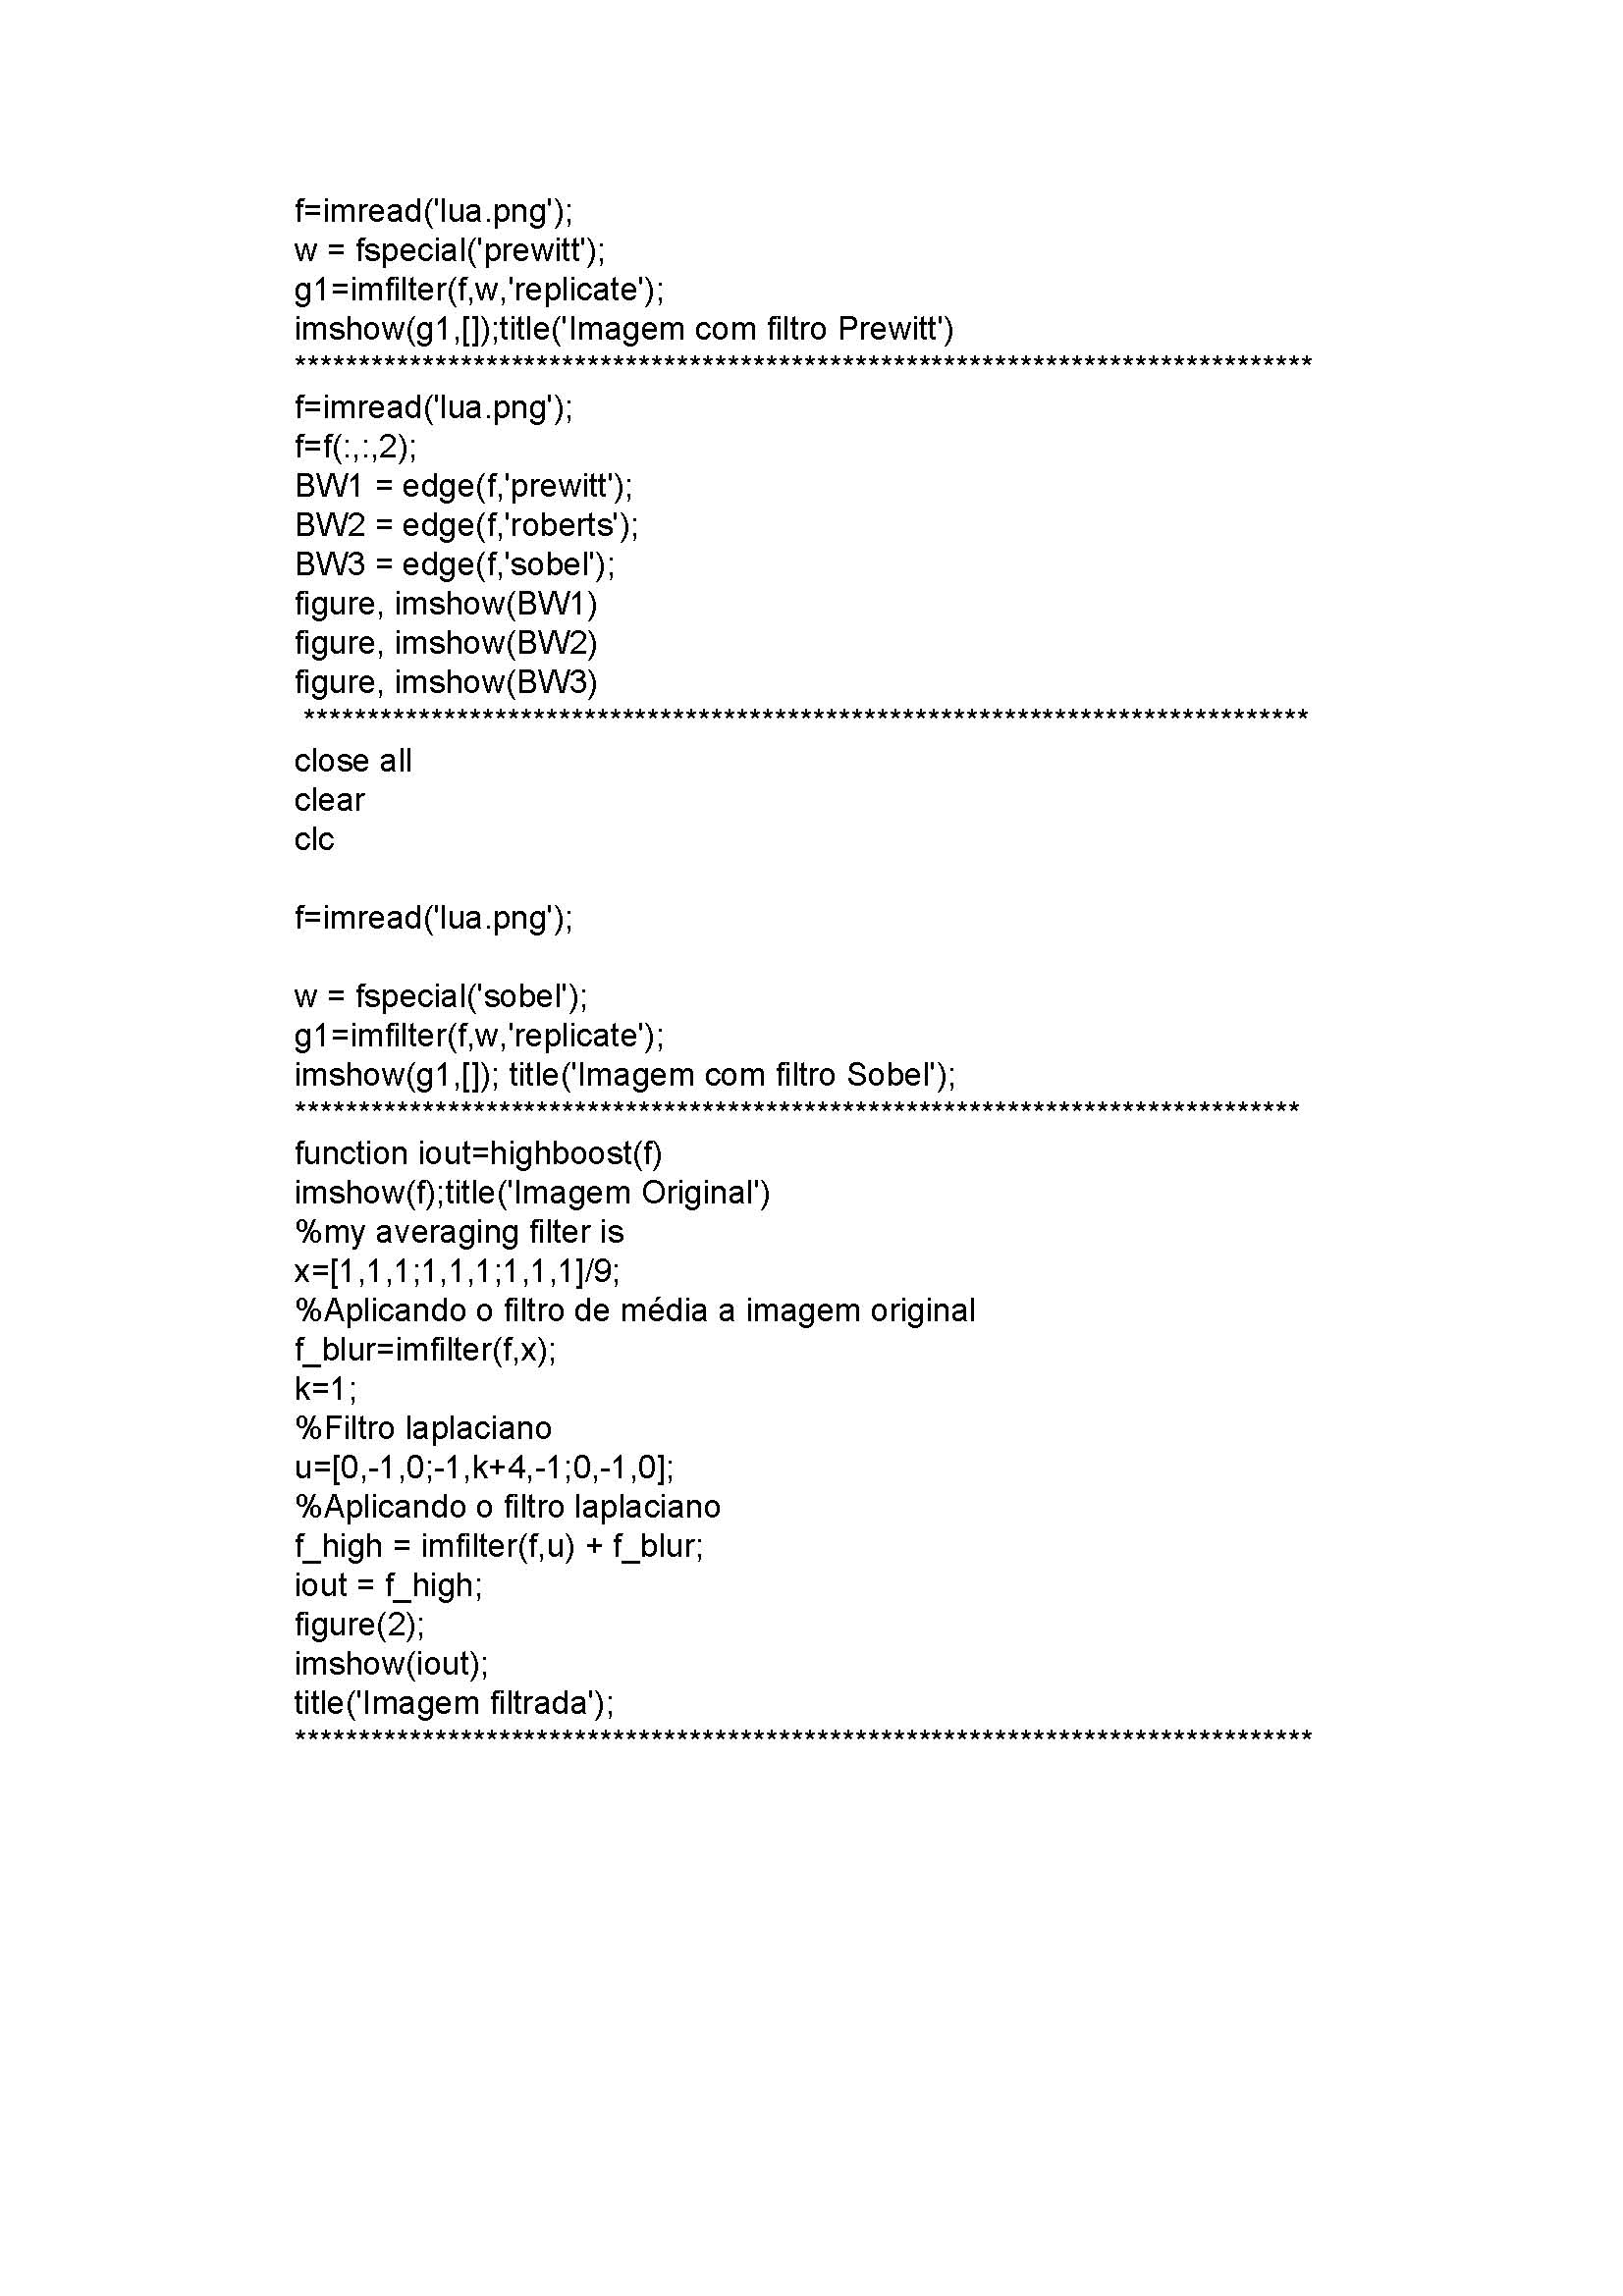 f=imread('lua.png');
w = fspecial('prewitt');
g1=imfilter(f,w,'replicate');
imshow(g1,[]);title('Imagem com filtro Prewitt')
********************************************************************************
f=imread('lua.png');
f=f(:,:,2);
BW1 = edge(f,'prewitt');
BW2 = edge(f,'roberts');
BW3 = edge(f,'sobel');
figure, imshow(BW1)
figure, imshow(BW2)
figure, imshow(BW3)
*******************************************************************************
close all
clear
clc
f=imread('lua.png');
w = fspecial('sobel');
g1=imfilter(f,w,'replicate');
imshow(g1,[]); title('Imagem com filtro Sobel');
*******************************************************************************
function iout=highboost(f)
imshow(f);title('Imagem Original')
%my averaging filter is
x=[1,1,1;1,1,1;1,1,1]/9;
%Aplicando o filtro de média a imagem original
f_blur=imfilter(f,x);
k=1;
%Filtro laplaciano
u=[0,-1,0;-1,k+4,-1;0,-1,0];
%Aplicando o filtro laplaciano
f_high = imfilter(f,u) + f_blur;
iout = f_high;
figure(2);
imshow(iout);
title('Imagem filtrada');
********************************************************************************